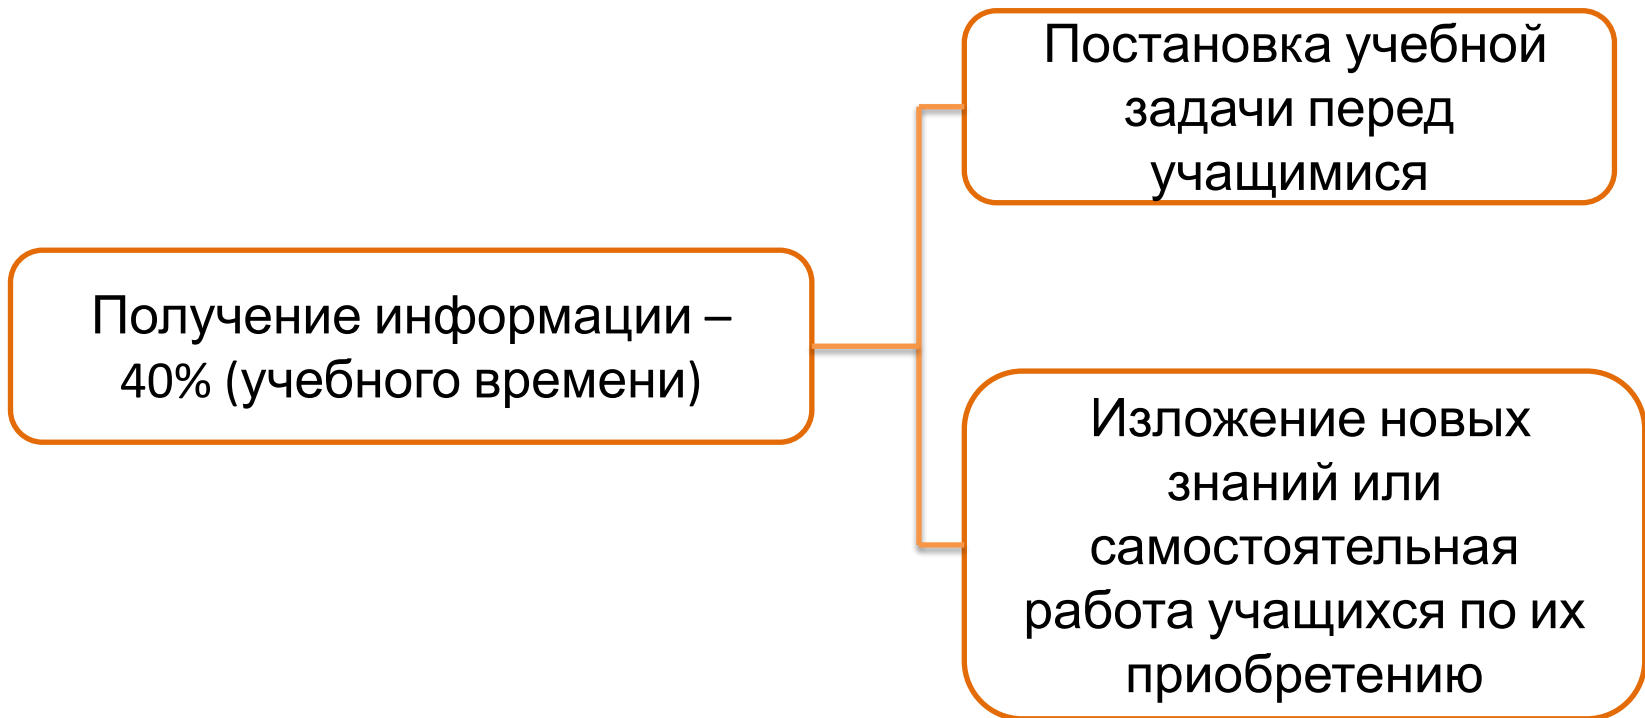 Получение информации –
40% (учебного времени)
Постановка учебной
задачи перед
учащимися
Изложение новых
знаний или
самостоятельная
работа учащихся по их
приобретению